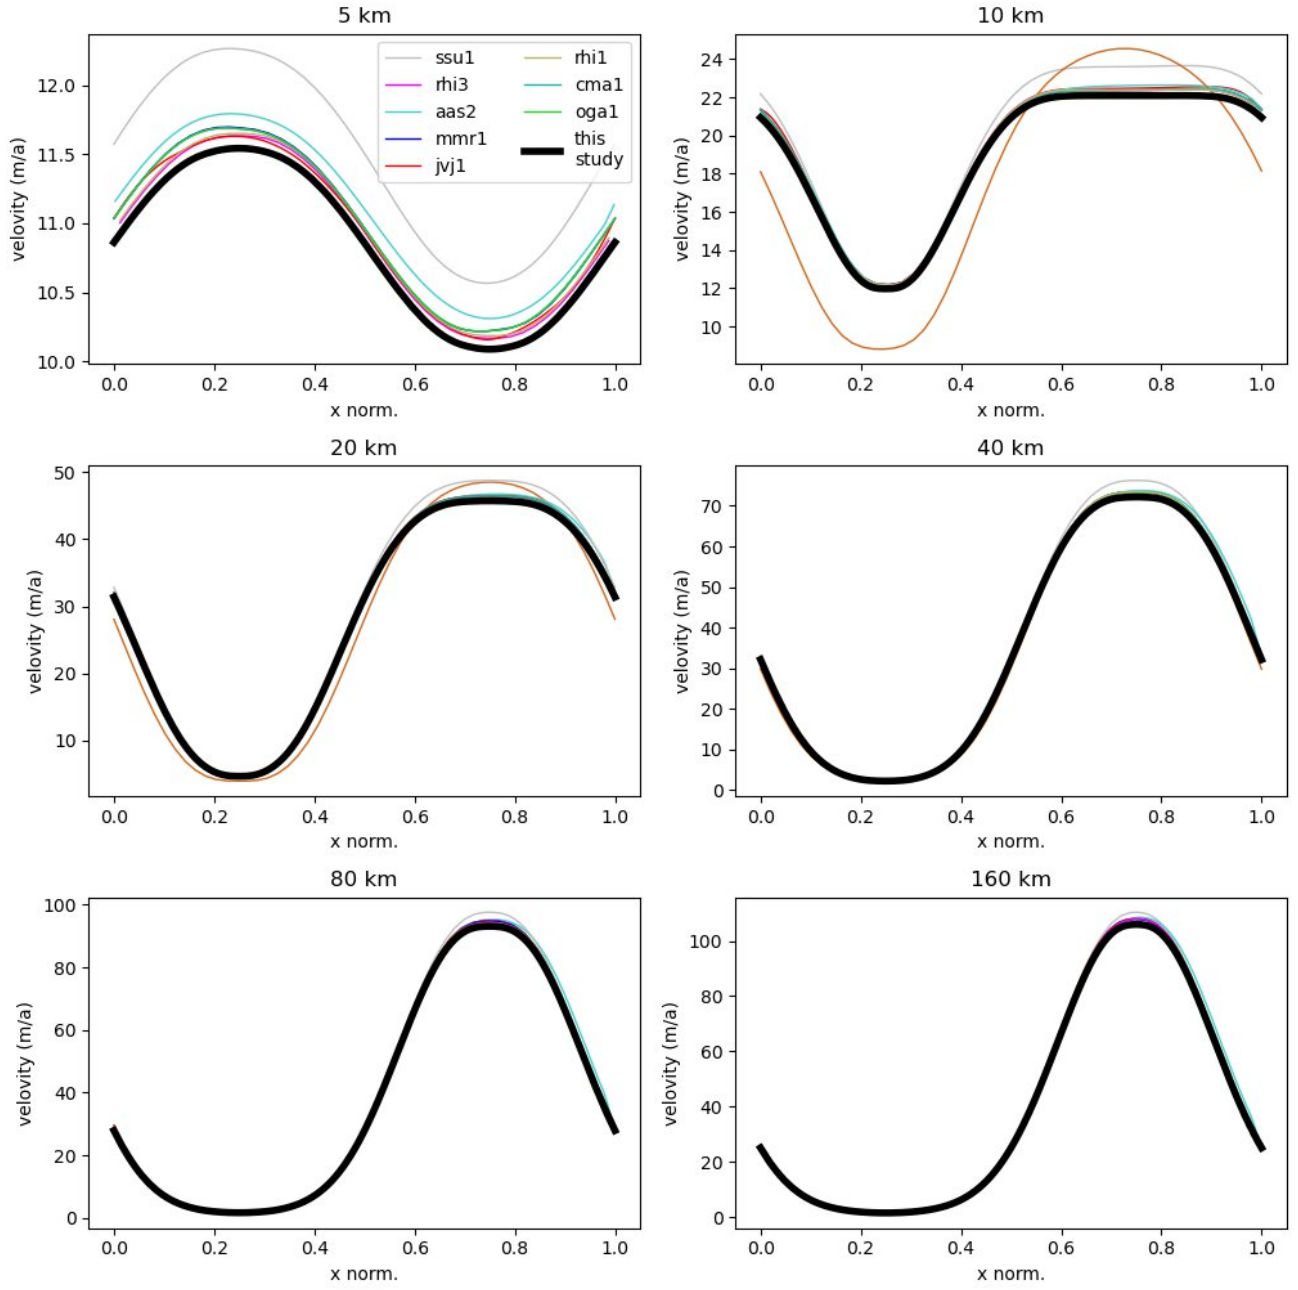 5 km
velovity (m/a)
12.0
11.5
11.0
10.5
10.0
ssu1
rhi3
aas2
mmr1
jvj1
rhi1
cma1
oga1
this
study
0.0 0.2 0.4 0.6 0.8 1.0
x norm.
10 km
velovity (m/a)
24
22
20
18
16
14
12
10
0.0 0.2 0.4 0.6 0.8 1.0
x norm.
20 km
velovity (m/a)
50
40
30
20
10
0.0 0.2 0.4 0.6 0.8 1.0
x norm.
40 km
velovity (m/a)
70
60
50
40
30
20
10
0
0.0 0.2 0.4 0.6 0.8 1.0
x norm.
80 km
velovity (m/a)
100
80
60
40
20
0
0.0 0.2 0.4 0.6 0.8 1.0
x norm.
160 km
velovity (m/a)
100
80
60
40
20
0
0.0 0.2 0.4 0.6 0.8 1.0
x norm.